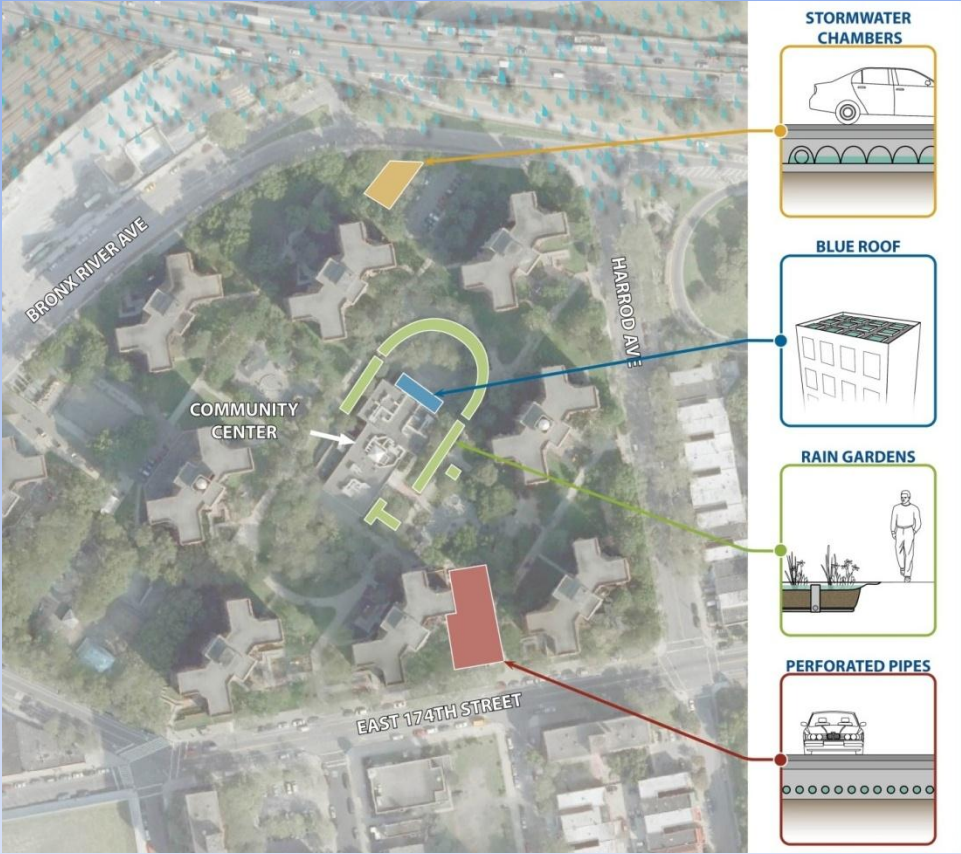 STORMWATER
CHAMBERS
BRONX RIVER AVE
HARROD AVE
BLUE ROOF
COMMUNITY
CENTER
RAIN GARDENS
PERFORATED PIPES
EAST 174TH STREET